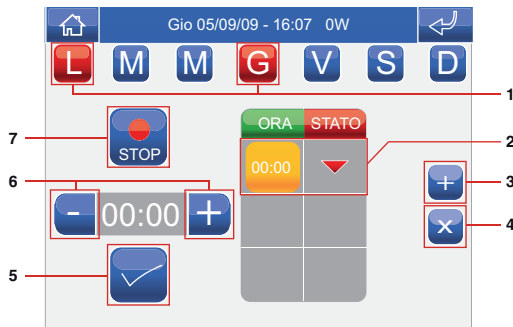 Gio 05/09/09 - 16:07 0W
L M M G V S D
1
7
STOP
ORA STATO
2
00:00
6
- 00:00 +
+ 3
x 4
5